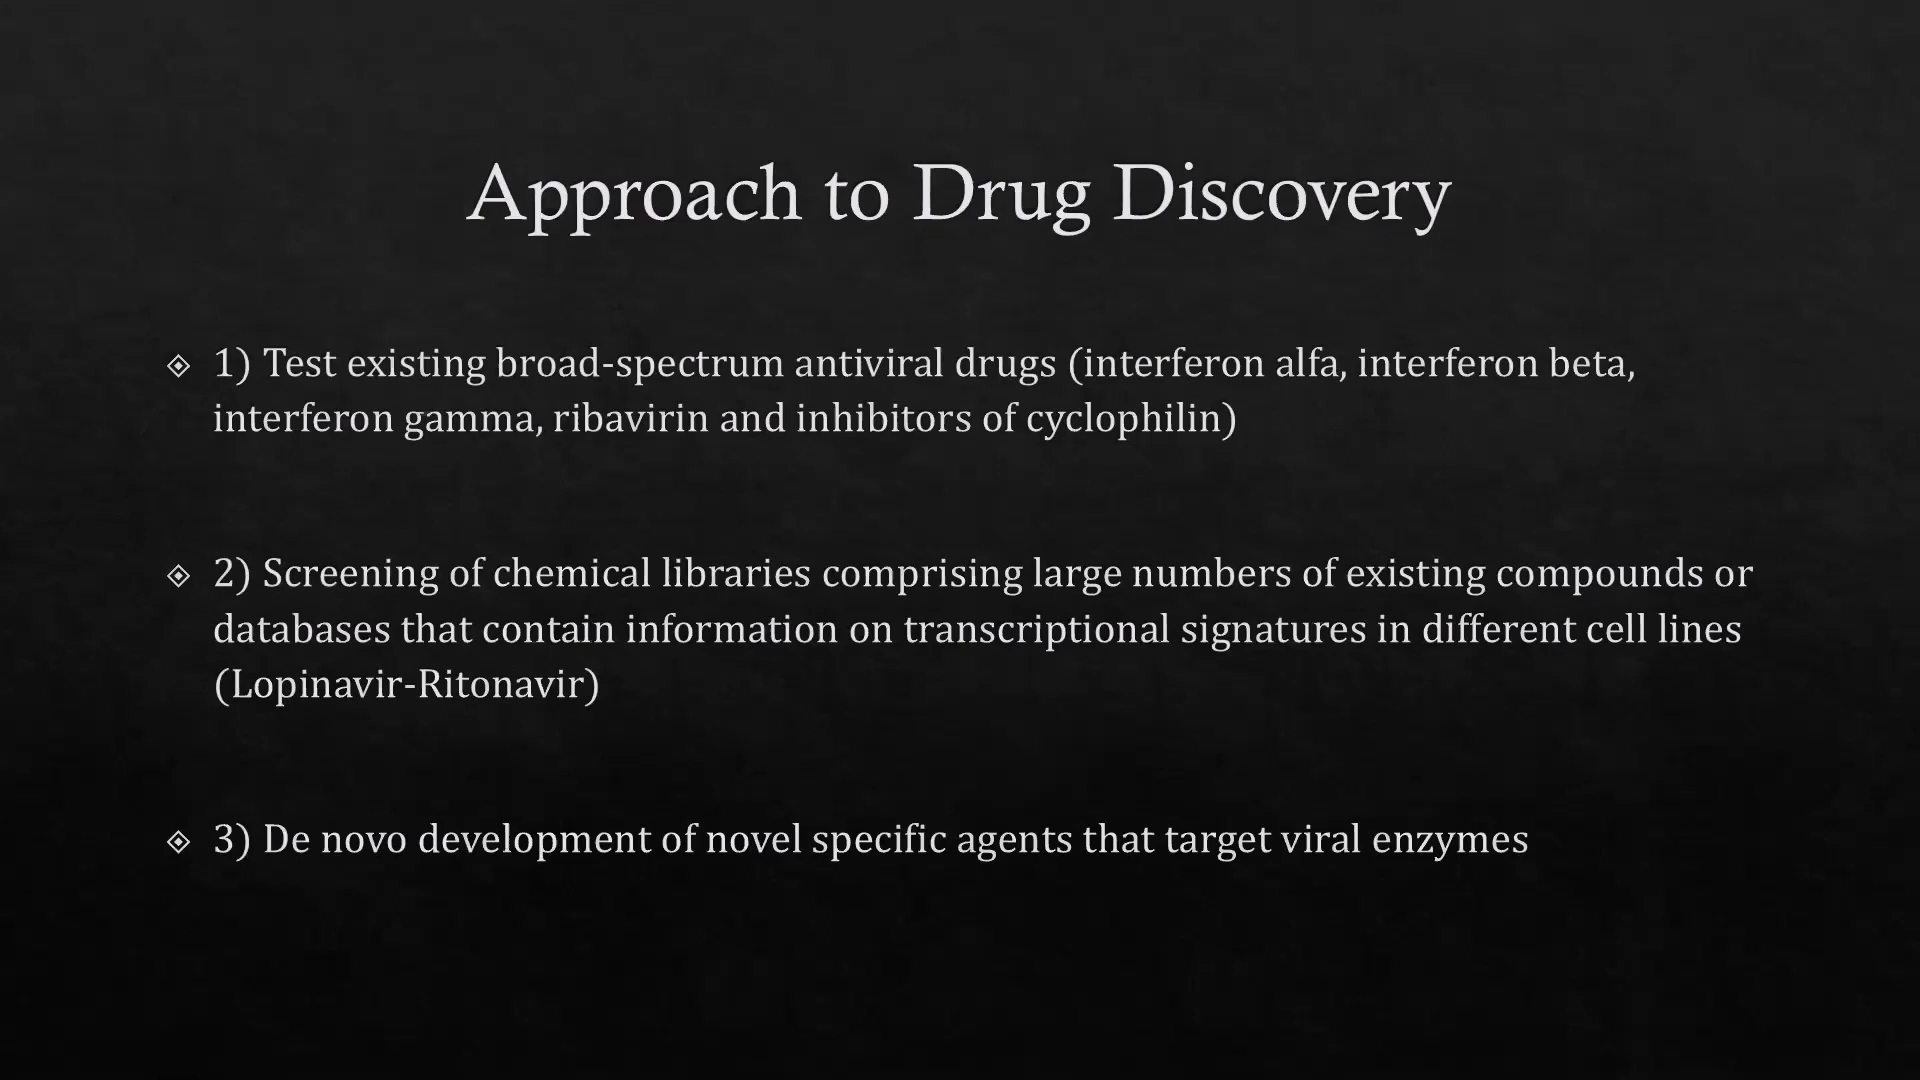 Approach to Drug Discovery
1) Test existing broad-spectrum antiviral drugs (interferon alfa, interferon beta,
interferon gamma, ribavirin and inhibitors of cyclophilin)
2) Screening of chemical libraries comprising large numbers of existing compounds or
databases that contain information on transcriptional signatures in different cell lines
(Lopinavir-Ritonavir)
3) De novo development of novel specific agents that target viral enzymes